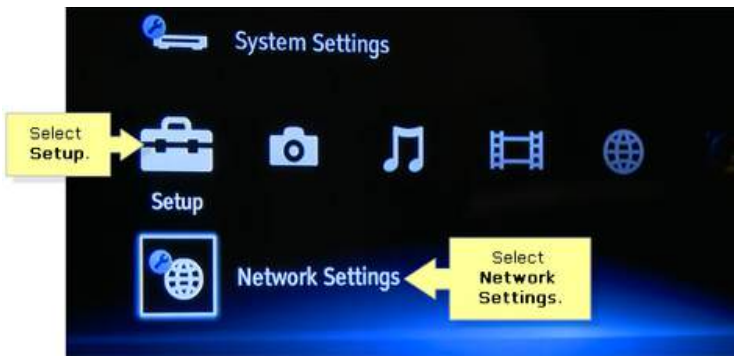 System Settings
Select
Setup.
Setup
Network Settings
Select
Network
Settings.